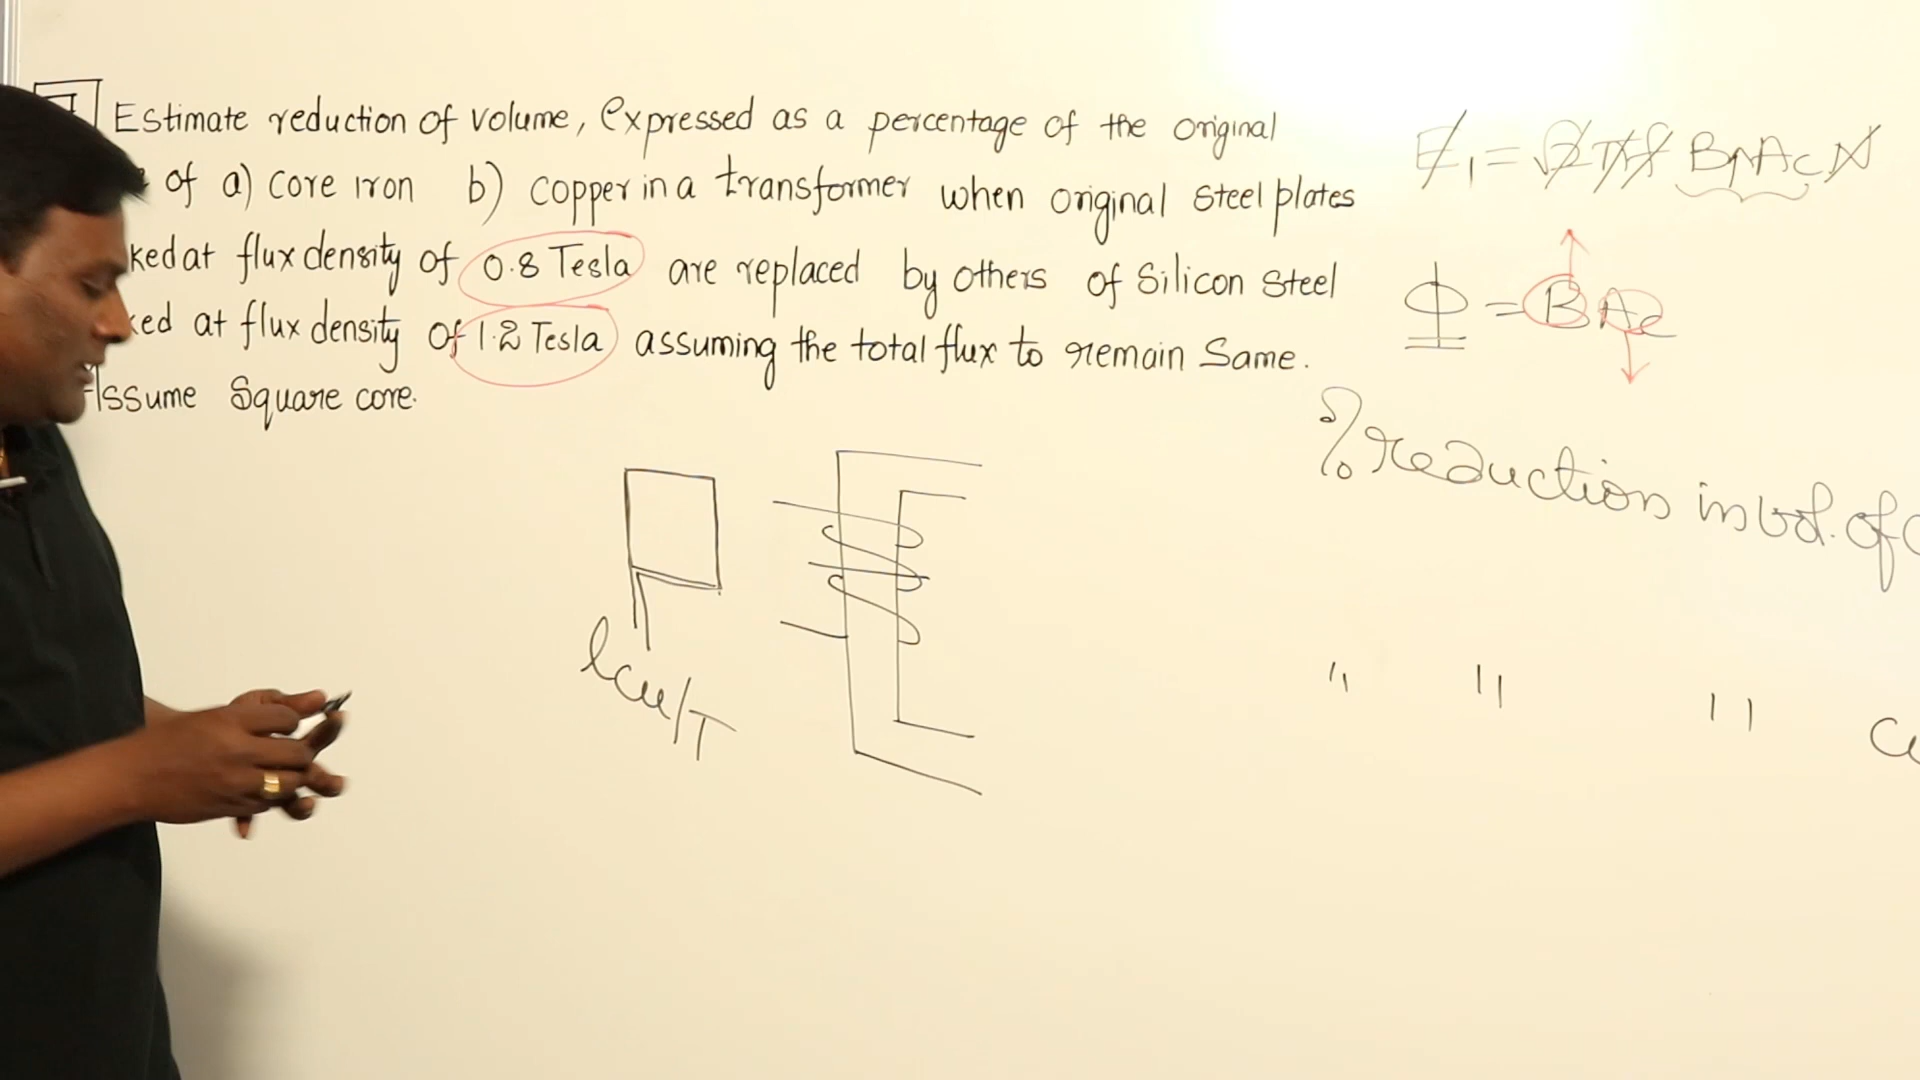 Estimate reduction of volume, expressed as a percentage of the original
of a) core iron b) copper in a transformer when original steel plates
ked at flux density of 0.8 Tesla are replaced by others of Silicon steel
ked at flux density of 1.2 Tesla assuming the total flux to remain same.
Assume Square core.
E₁ = √2 π f Bₘ A꜀ N
Φ = B A꜀
% reduction in vol. of
lcu/T
" " "